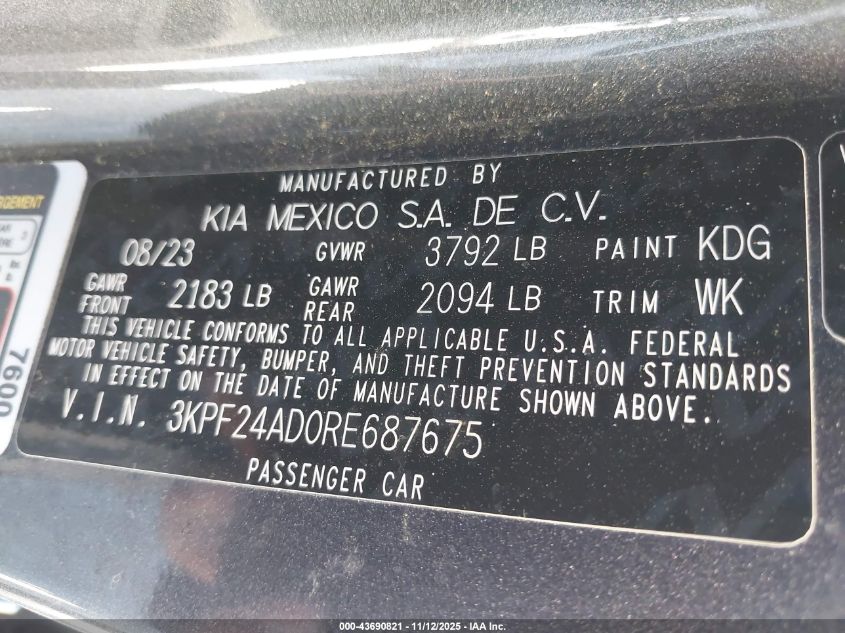 MANUFACTURED BY
KIA MEXICO S.A. DE C.V.
08/23 GVWR 3792 LB PAINT KDG
GAWR FRONT 2183 LB GAWR REAR 2094 LB TRIM WK
THIS VEHICLE CONFORMS TO ALL APPLICABLE U.S.A. FEDERAL
MOTOR VEHICLE SAFETY, BUMPER, AND THEFT PREVENTION STANDARDS
IN EFFECT ON THE DATE OF MANUFACTURE SHOWN ABOVE.
V.I.N. 3KPF24AD0RE687675
PASSENGER CAR
7600
000-43690821 - 11/12/2025 - IAA Inc.